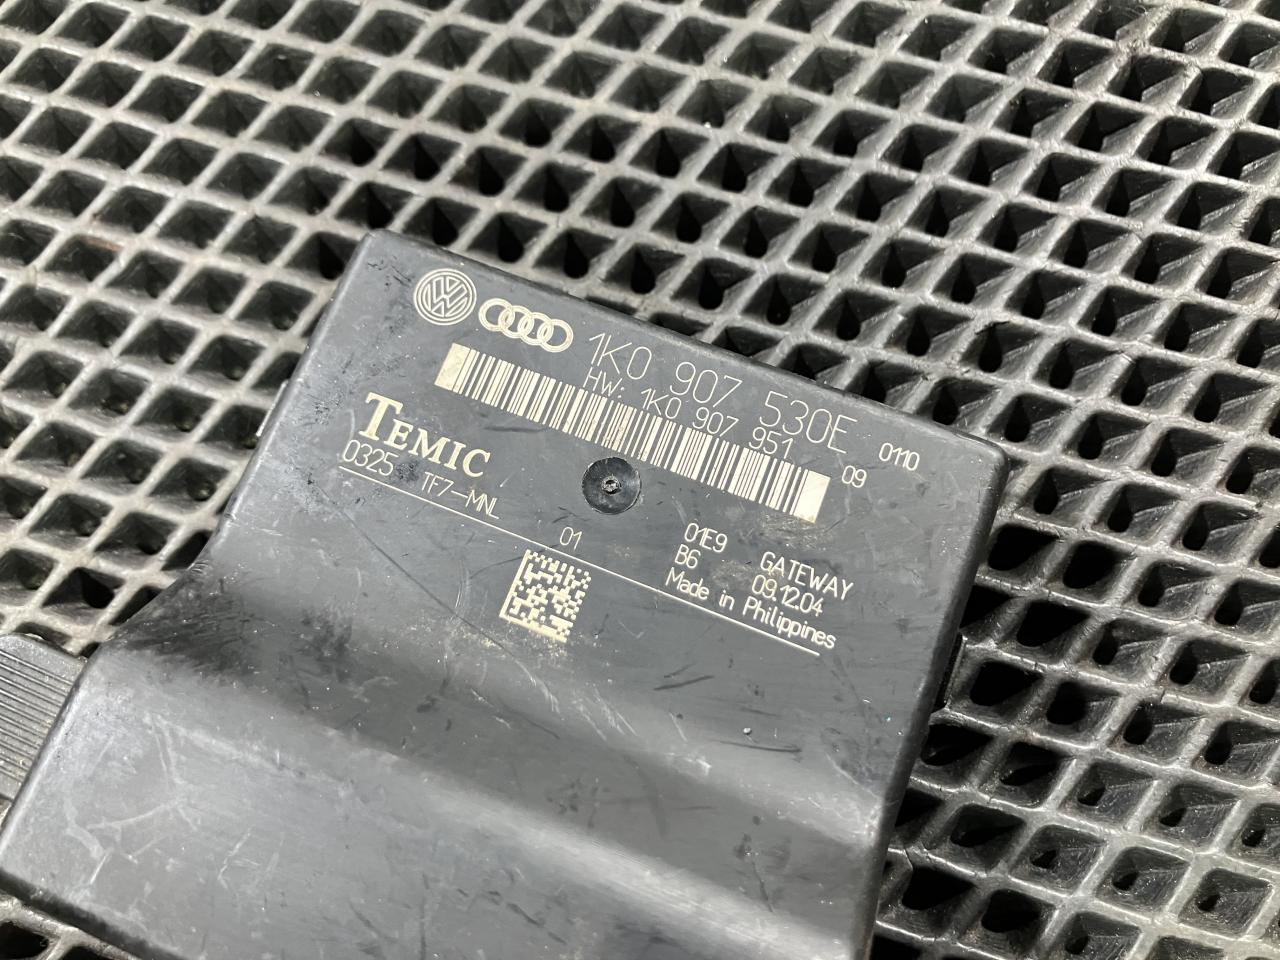 1K0 907 530E 0110
HW: 1K0 907 951 09
TEMIC
0325 TF7-MNL
01
01E9 GATEWAY
B6 09.12.04
Made in Philippines